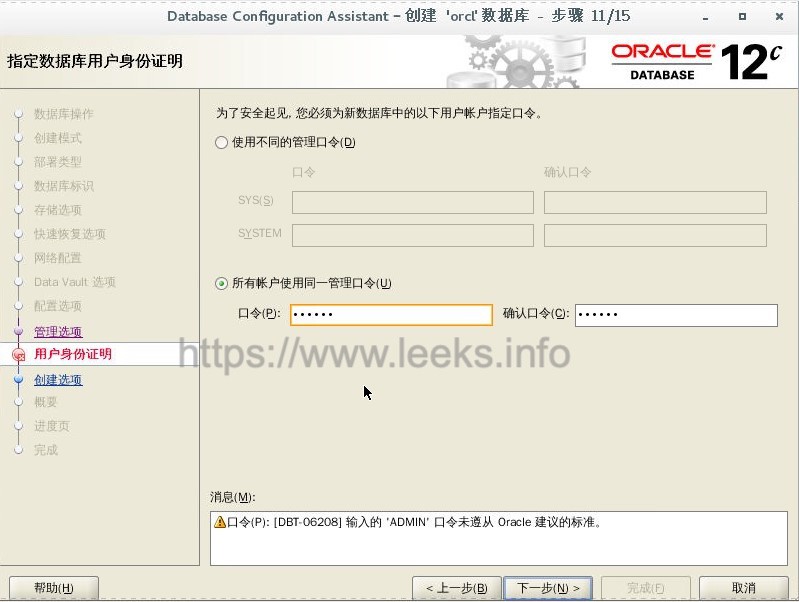 Database Configuration Assistant - 创建 'orcl' 数据库 - 步骤 11/15
指定数据库用户身份证明
ORACLE
DATABASE
12c
数据库操作
创建模式
部署类型
数据库标识
存储选项
快速恢复选项
网络配置
Data Vault 选项
配置选项
管理选项
用户身份证明
创建选项
概要
进度页
完成
为了安全起见, 您必须为新数据库中的以下用户帐户指定口令。
使用不同的管理口令(D)
口令 确认口令
SYS(S)
SYSTEM
所有帐户使用同一管理口令(U)
口令(P): •••••• 确认口令(C): ••••••
https://www.leeks.info
消息(M):
口令(P): [DBT-06208] 输入的 'ADMIN' 口令未遵从 Oracle 建议的标准。
帮助(H) < 上一步(B) 下一步(N) > 完成(F) 取消